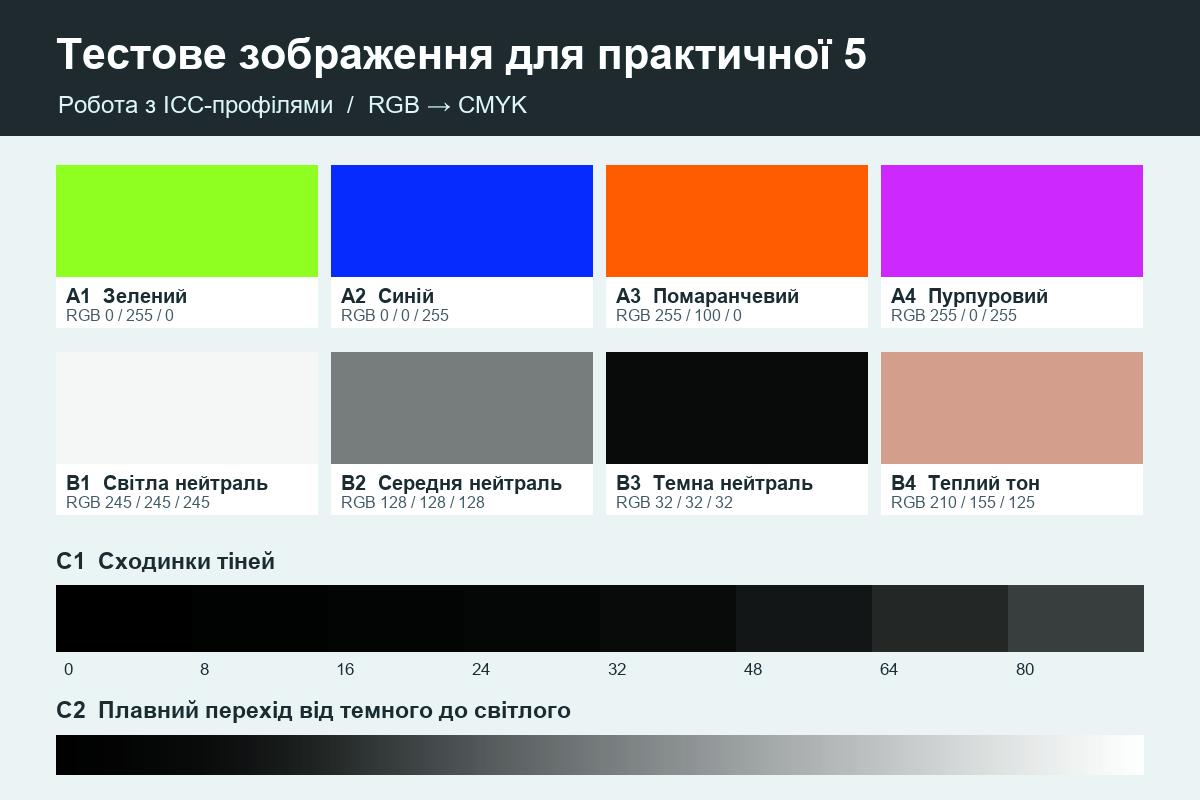 Тестове зображення для практичної 5
Робота з ICC-профілями / RGB → CMYK
A1 Зелений
RGB 0 / 255 / 0
A2 Синій
RGB 0 / 0 / 255
A3 Помаранчевий
RGB 255 / 100 / 0
A4 Пурпуровий
RGB 255 / 0 / 255
B1 Світла нейтраль
RGB 245 / 245 / 245
B2 Середня нейтраль
RGB 128 / 128 / 128
B3 Темна нейтраль
RGB 32 / 32 / 32
B4 Теплий тон
RGB 210 / 155 / 125
C1 Сходинки тіней
0 8 16 24 32 48 64 80
C2 Плавний перехід від темного до світлого